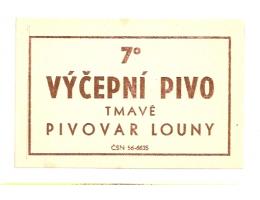 7°
VÝČEPNÍ PIVO
TMAVÉ
PIVOVAR LOUNY
ČSN 56-6635